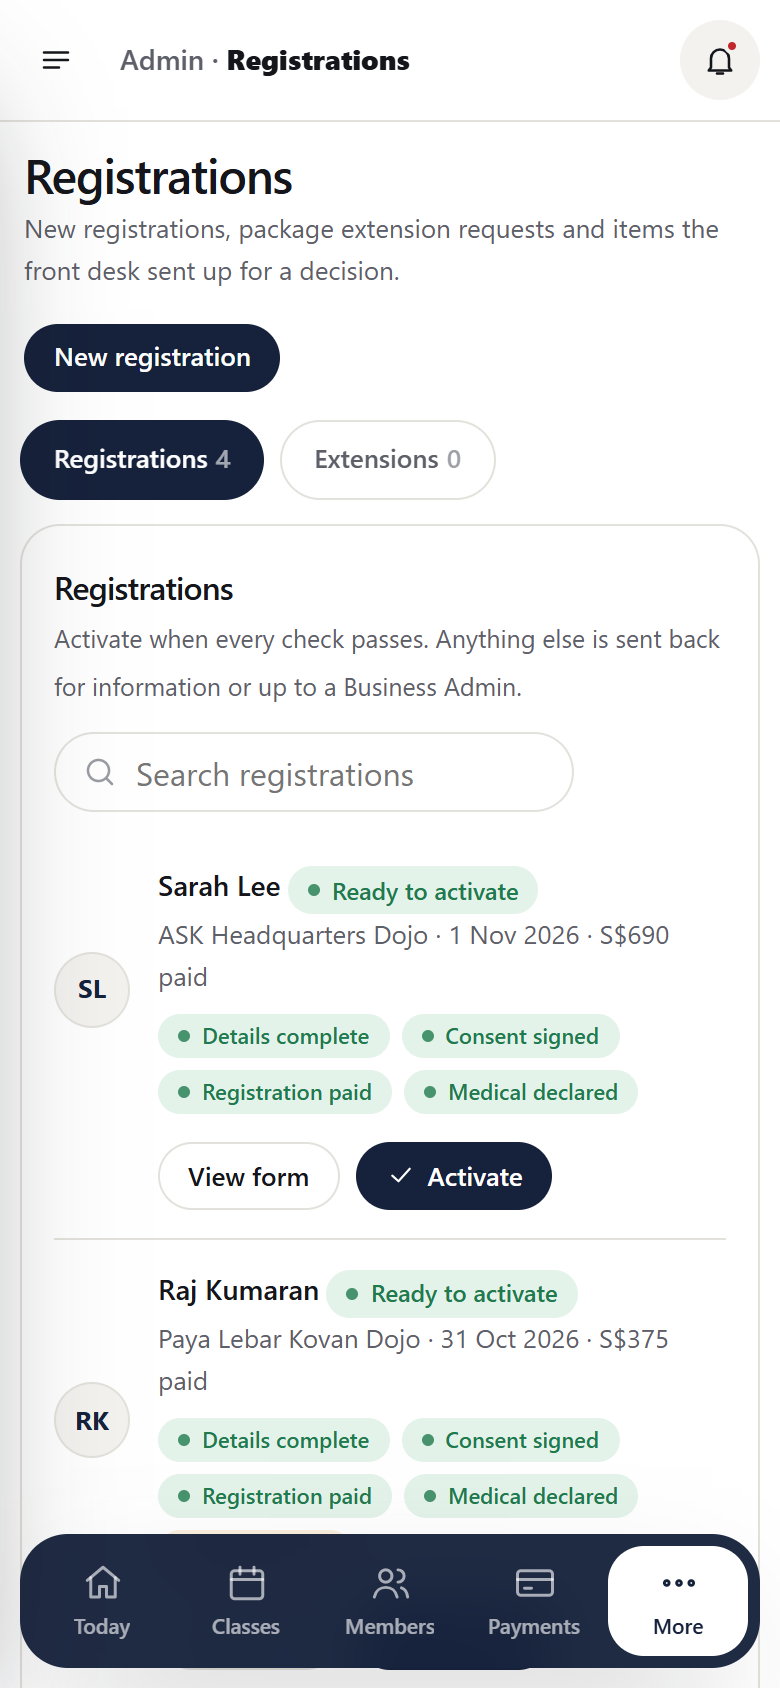 Admin · Registrations
Registrations
New registrations, package extension requests and items the
front desk sent up for a decision.
New registration
Registrations 4
Extensions 0
Registrations
Activate when every check passes. Anything else is sent back
for information or up to a Business Admin.
Search registrations
Sarah Lee
Ready to activate
ASK Headquarters Dojo · 1 Nov 2026 · S$690
paid
SL
Details complete
Consent signed
Registration paid
Medical declared
View form
Activate
Raj Kumaran
Ready to activate
Paya Lebar Kovan Dojo · 31 Oct 2026 · S$375
paid
RK
Details complete
Consent signed
Registration paid
Medical declared
Today
Classes
Members
Payments
More